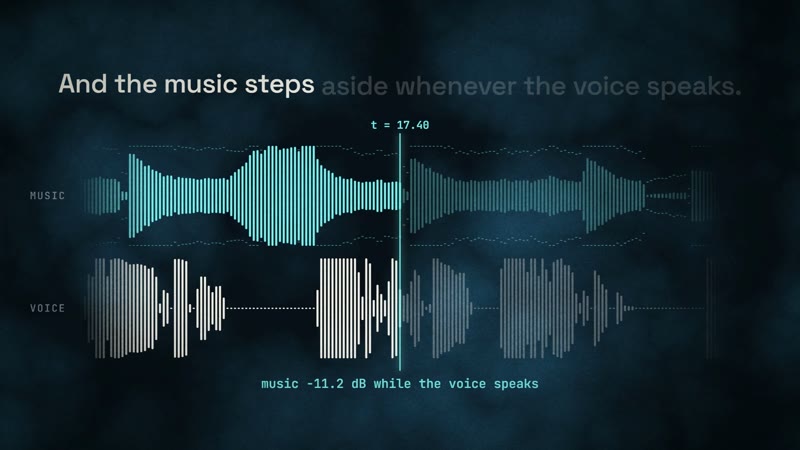 And the music steps aside whenever the voice speaks.
t = 17.40
MUSIC
VOICE
music -11.2 dB while the voice speaks